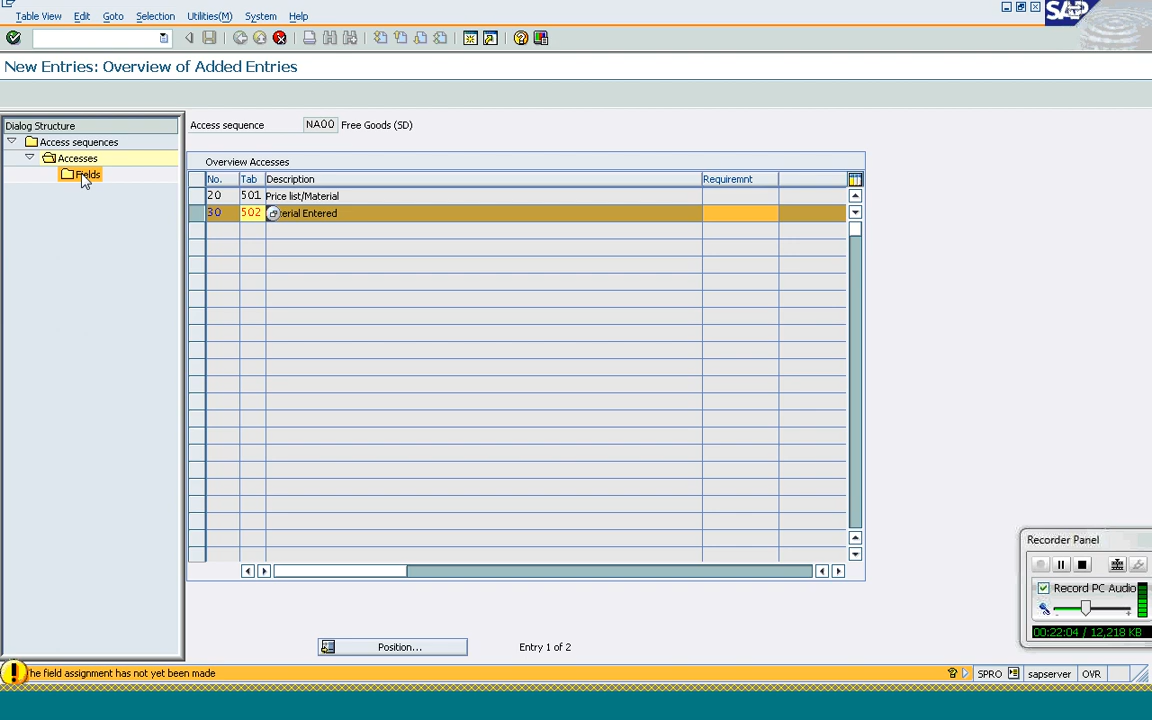 Table View Edit Goto Selection Utilities(M) System Help
SAP
New Entries: Overview of Added Entries
Dialog Structure
Access sequences
Accesses
Fields
Access sequence NA00 Free Goods (SD)
Overview Accesses
No. Tab Description Requiremnt
20 501 Price list/Material
30 502 terial Entered
Position... Entry 1 of 2
Recorder Panel
Record PC Audio
00:22:04 / 12,218 KB
The field assignment has not yet been made
SPRO sapserver OVR